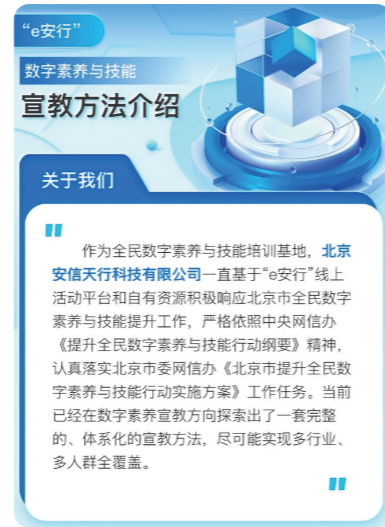 “e安行”
数字素养与技能
宣教方法介绍
关于我们
作为全民数字素养与技能培训基地，北京
安信天行科技有限公司一直基于“e安行”线上
活动平台和自有资源积极响应北京市全民数字
素养与技能提升工作，严格依照中央网信办
《提升全民数字素养与技能行动纲要》精神，
认真落实北京市委网信办《北京市提升全民数
字素养与技能行动实施方案》工作任务。当前
已经在数字素养宣教方向探索出了一套完整
的、体系化的宣教方法，尽可能实现多行业、
多人群全覆盖。